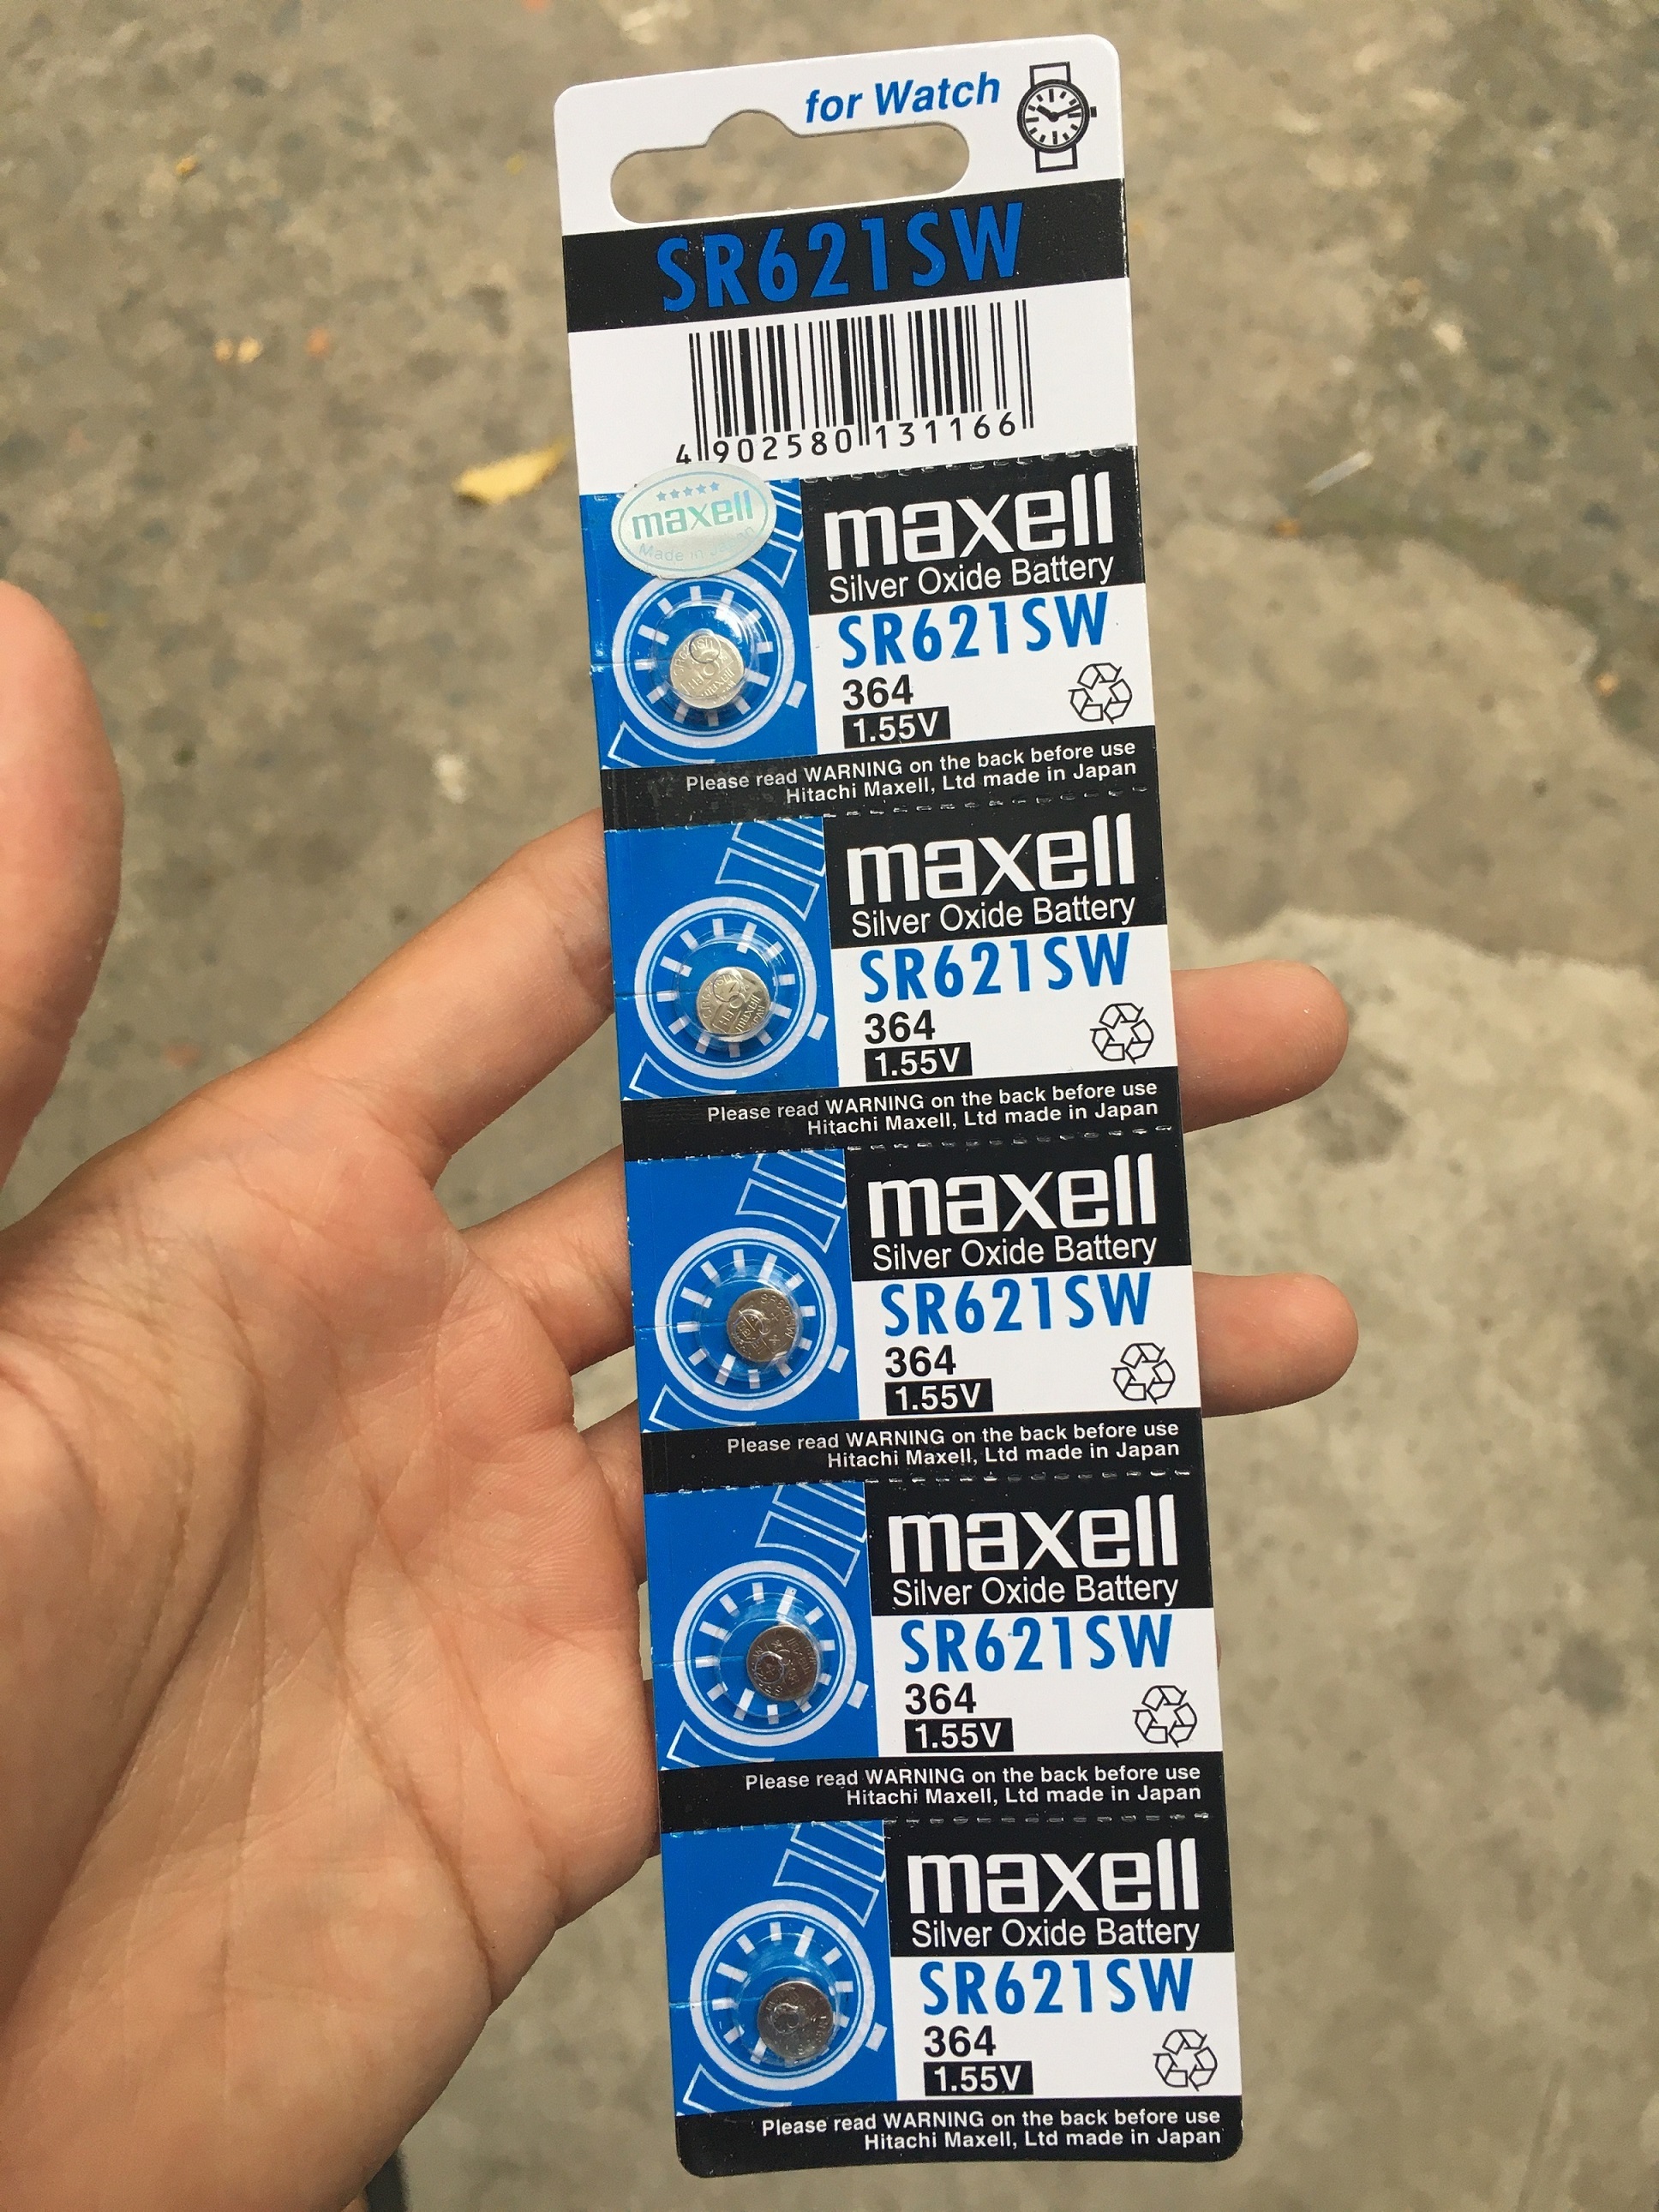 for Watch
SR621SW
4 902580 131166
maxell
Made in Japan
maxell
Silver Oxide Battery
SR621SW
364
1.55V
Please read WARNING on the back before use
Hitachi Maxell, Ltd made in Japan
maxell
Silver Oxide Battery
SR621SW
364
1.55V
Please read WARNING on the back before use
Hitachi Maxell, Ltd made in Japan
maxell
Silver Oxide Battery
SR621SW
364
1.55V
Please read WARNING on the back before use
Hitachi Maxell, Ltd made in Japan
maxell
Silver Oxide Battery
SR621SW
364
1.55V
Please read WARNING on the back before use
Hitachi Maxell, Ltd made in Japan
maxell
Silver Oxide Battery
SR621SW
364
1.55V
Please read WARNING on the back before use
Hitachi Maxell, Ltd made in Japan